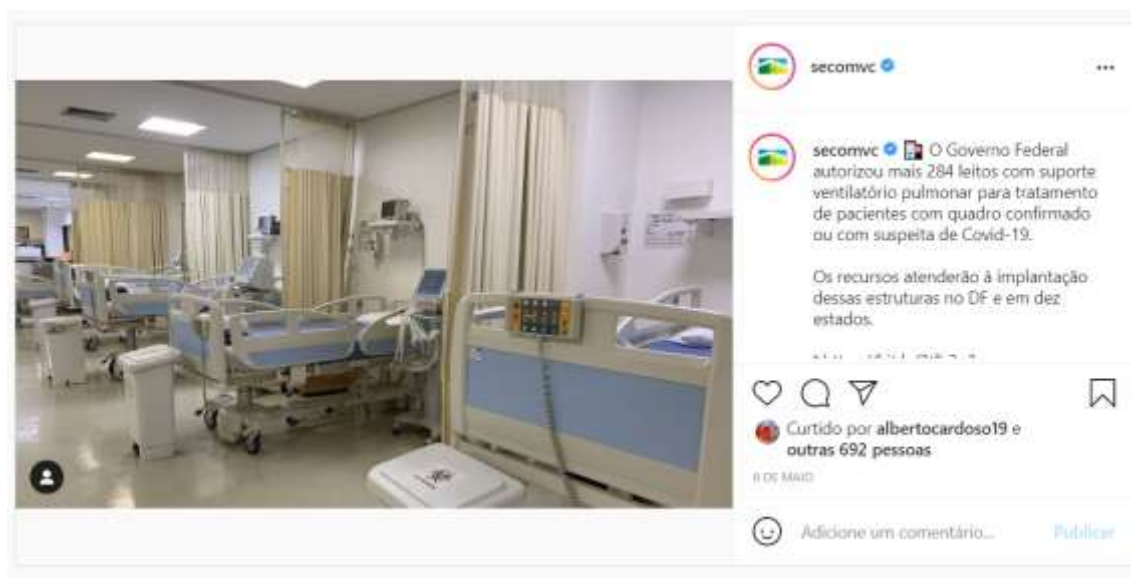 secomvc
secomvc O Governo Federal
autorizou mais 284 leitos com suporte
ventilatório pulmonar para tratamento
de pacientes com quadro confirmado
ou com suspeita de Covid-19.
Os recursos atenderão à implantação
dessas estruturas no DF e em dez
estados.
Curtido por albertocardoso19 e
outras 692 pessoas
6 DE MAIO
Adicione um comentário... Publicar